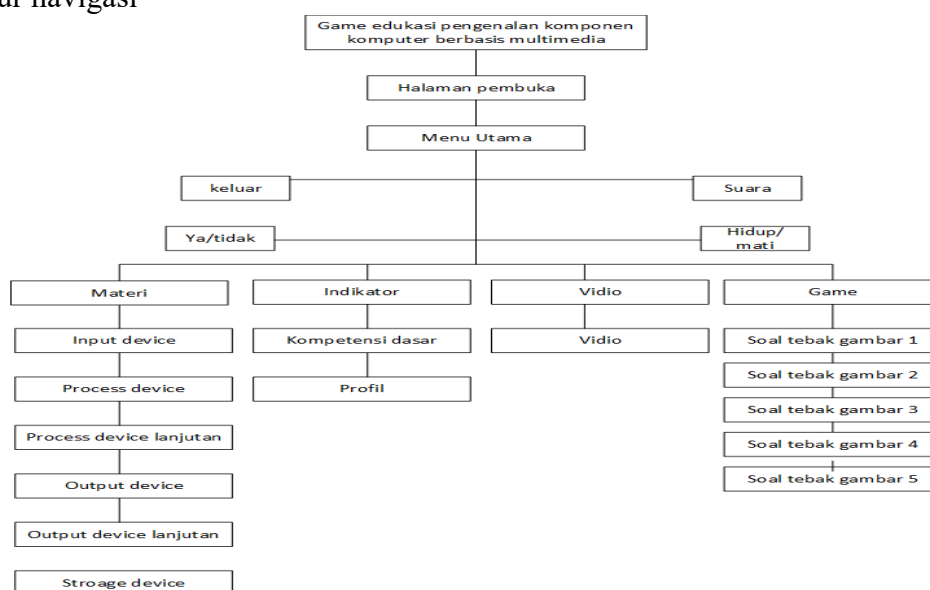 navigasi
Game edukasi pengenalan komponen
komputer berbasis multimedia
Halaman pembuka
Menu Utama
keluar
Suara
Ya/tidak
Hidup/
mati
Materi
Indikator
Vidio
Game
Input device
Kompetensi dasar
Vidio
Soal tebak gambar 1
Process device
Profil
Soal tebak gambar 2
Process device lanjutan
Soal tebak gambar 3
Output device
Soal tebak gambar 4
Output device lanjutan
Soal tebak gambar 5
Stroage device